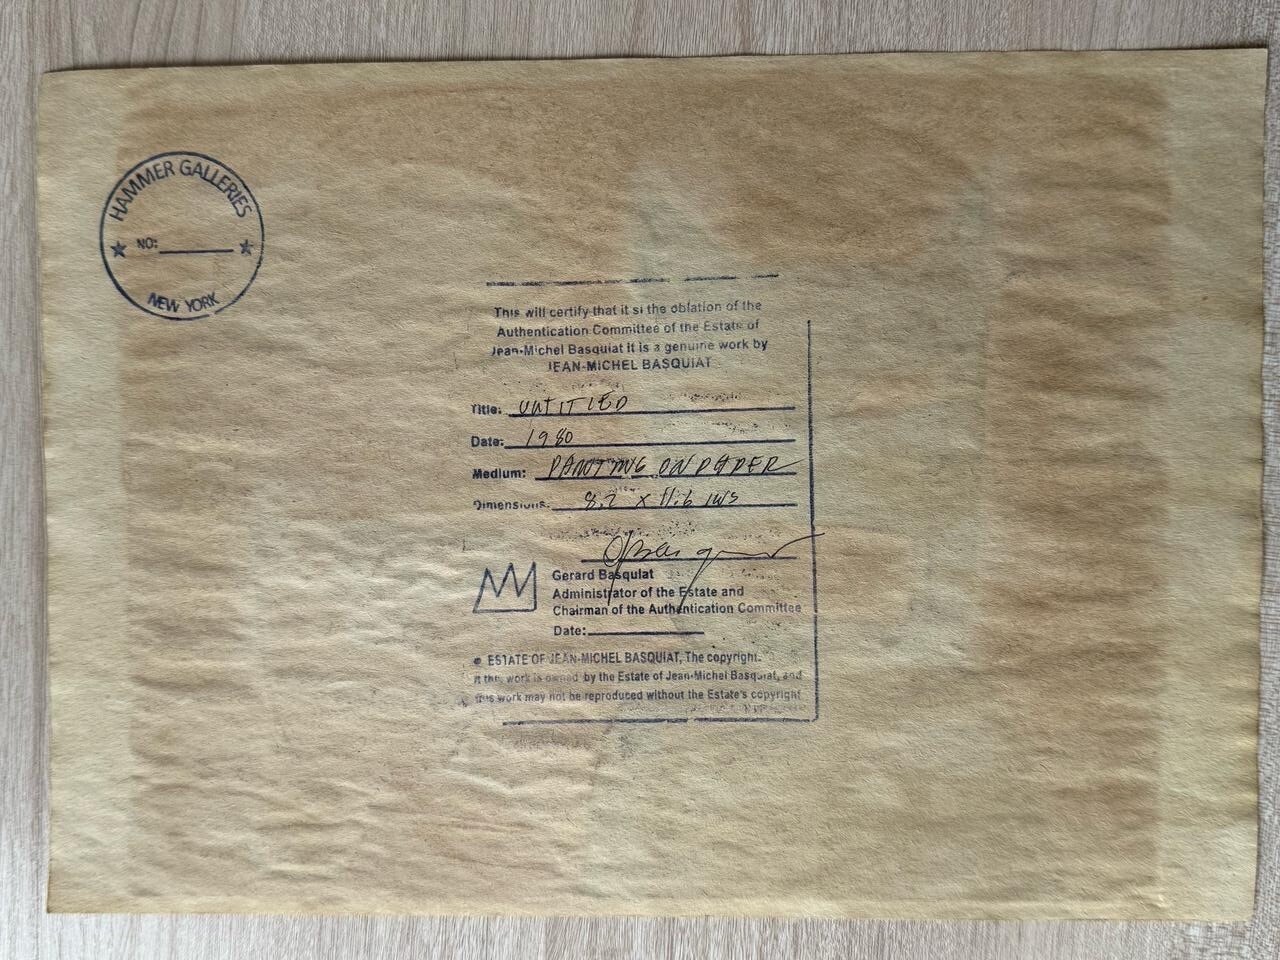 HAMMER GALLERIES
NO:
NEW YORK
This will certify that it si the oblation of the
Authentication Committee of the Estate of
Jean-Michel Basquiat it is a genuine work by
JEAN-MICHEL BASQUIAT
Title: UNTITLED
Date: 1980
Medium: PAINTING ON PAPER
Dimensions: 8.2 x 11.6 INS
Gerard Basquiat
Administrator of the Estate and
Chairman of the Authentication Committee
Date:
© ESTATE OF JEAN-MICHEL BASQUIAT, The copyright.
it this work is owned by the Estate of Jean-Michel Basquiat, and
this work may not be reproduced without the Estate's copyright